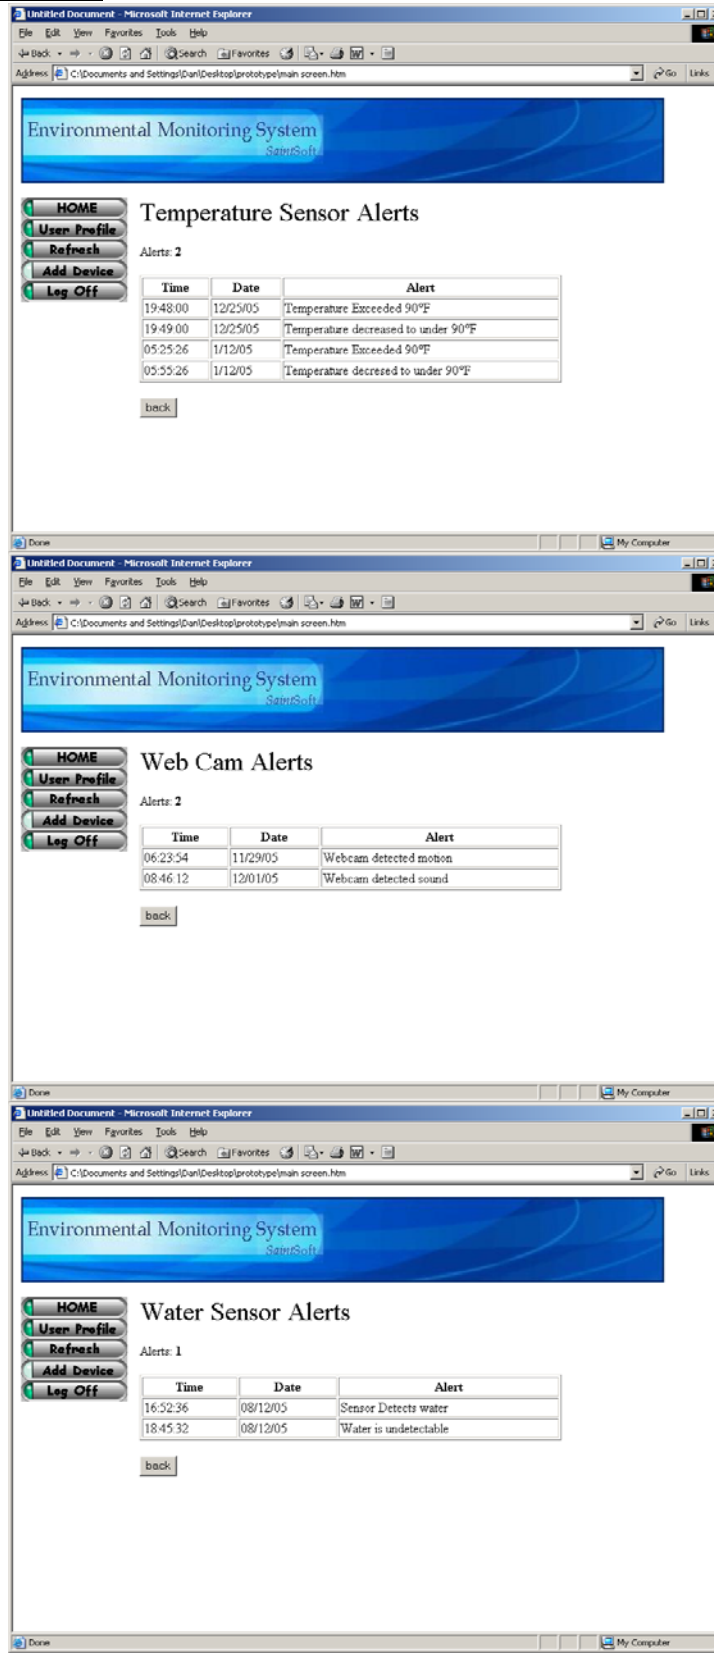 Untitled Document - Microsoft Internet Explorer
File Edit View Favorites Tools Help
Back Search Favorites
Address C:\Documents and Settings\Dan\Desktop\prototype\main screen.htm Go Links
Environmental Monitoring System
SaintSoft
HOME
User Profile
Refresh
Add Device
Log Off
Temperature Sensor Alerts
Alerts: 2
Time Date Alert
19:48:00 12/25/05 Temperature Exceeded 90°F
19:49:00 12/25/05 Temperature decreased to under 90°F
05:25:26 1/12/05 Temperature Exceeded 90°F
05:55:26 1/12/05 Temperature decresed to under 90°F
back
Done My Computer
Untitled Document - Microsoft Internet Explorer
File Edit View Favorites Tools Help
Back Search Favorites
Address C:\Documents and Settings\Dan\Desktop\prototype\main screen.htm Go Links
Environmental Monitoring System
SaintSoft
HOME
User Profile
Refresh
Add Device
Log Off
Web Cam Alerts
Alerts: 2
Time Date Alert
06:23:54 11/29/05 Webcam detected motion
08:46:12 12/01/05 Webcam detected sound
back
Done My Computer
Untitled Document - Microsoft Internet Explorer
File Edit View Favorites Tools Help
Back Search Favorites
Address C:\Documents and Settings\Dan\Desktop\prototype\main screen.htm Go Links
Environmental Monitoring System
SaintSoft
HOME
User Profile
Refresh
Add Device
Log Off
Water Sensor Alerts
Alerts: 1
Time Date Alert
16:52:36 08/12/05 Sensor Detects water
18:45:32 08/12/05 Water is undetectable
back
Done My Computer